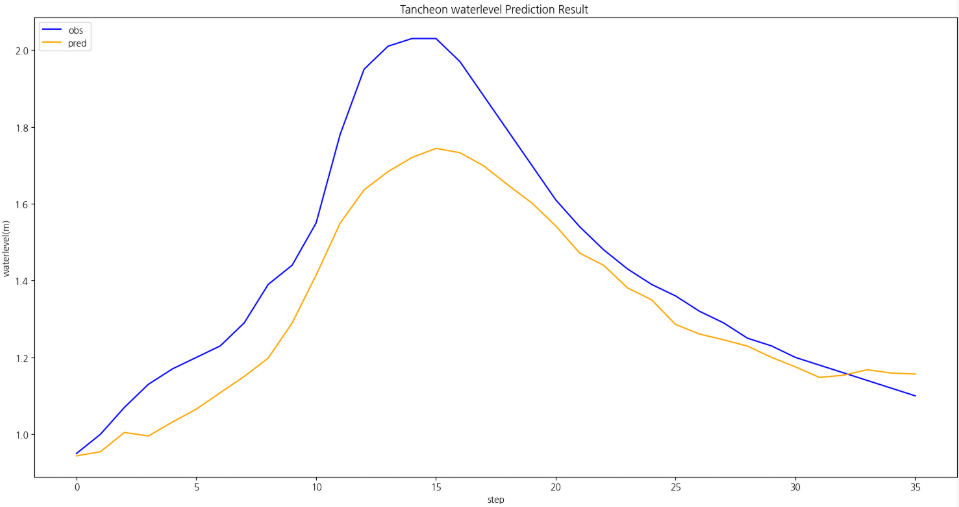 Tancheon waterlevel Prediction Result
obs
pred
2.0
1.8
1.6
1.4
1.2
1.0
waterlevel(m)
0 5 10 15 20 25 30 35
step